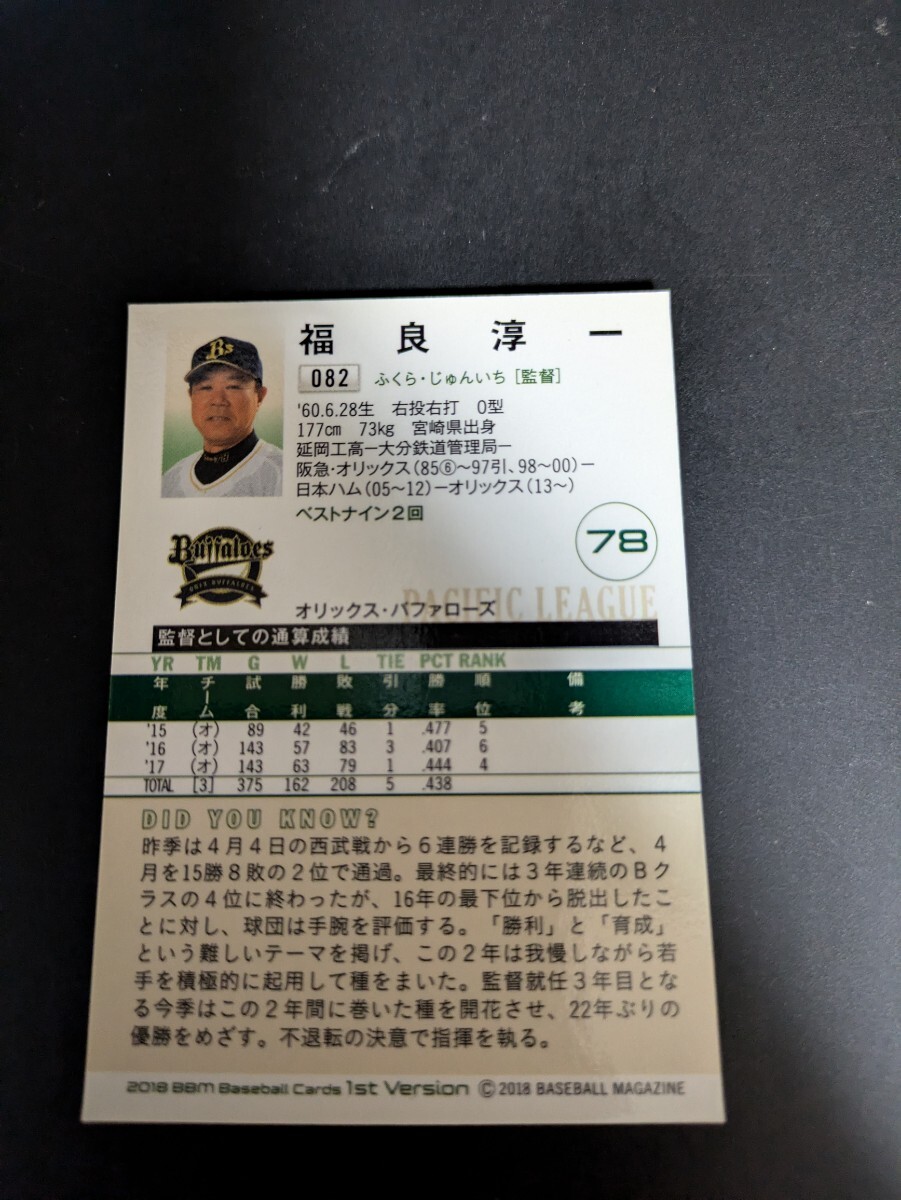 福良淳一
082 ふくら・じゅんいち [監督]
'60.6.28生 右投右打 O型
177cm 73kg 宮崎県出身
延岡工高ー大分鉄道管理局ー
阪急・オリックス(85⑥〜97引、98〜00)ー
日本ハム(05〜12)ーオリックス(13〜)
ベストナイン2回
78
Bs
Buffaloes
ORIX BUFFALOES
PACIFIC LEAGUE
オリックス・バファローズ
監督としての通算成績
YR TM G W L TIE PCT RANK
年度 チーム 試合 勝利 敗戦 引分 勝率 順位 備考
'15 (オ) 89 42 46 1 .477 5
'16 (オ) 143 57 83 3 .407 6
'17 (オ) 143 63 79 1 .444 4
TOTAL [3] 375 162 208 5 .438
DID YOU KNOW?
昨季は4月4日の西武戦から6連勝を記録するなど、4
月を15勝8敗の2位で通過。最終的には3年連続のBク
ラスの4位に終わったが、16年の最下位から脱出したこ
とに対し、球団は手腕を評価する。「勝利」と「育成」
という難しいテーマを掲げ、この2年は我慢しながら若
手を積極的に起用して種をまいた。監督就任3年目とな
る今季はこの2年間に巻いた種を開花させ、22年ぶりの
優勝をめざす。不退転の決意で指揮を執る。
2018 BBM Baseball Cards 1st Version ©2018 BASEBALL MAGAZINE